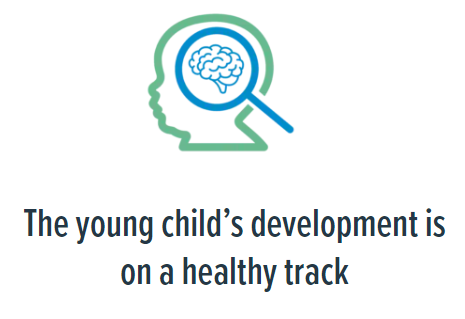 The young child’s development is
on a healthy track